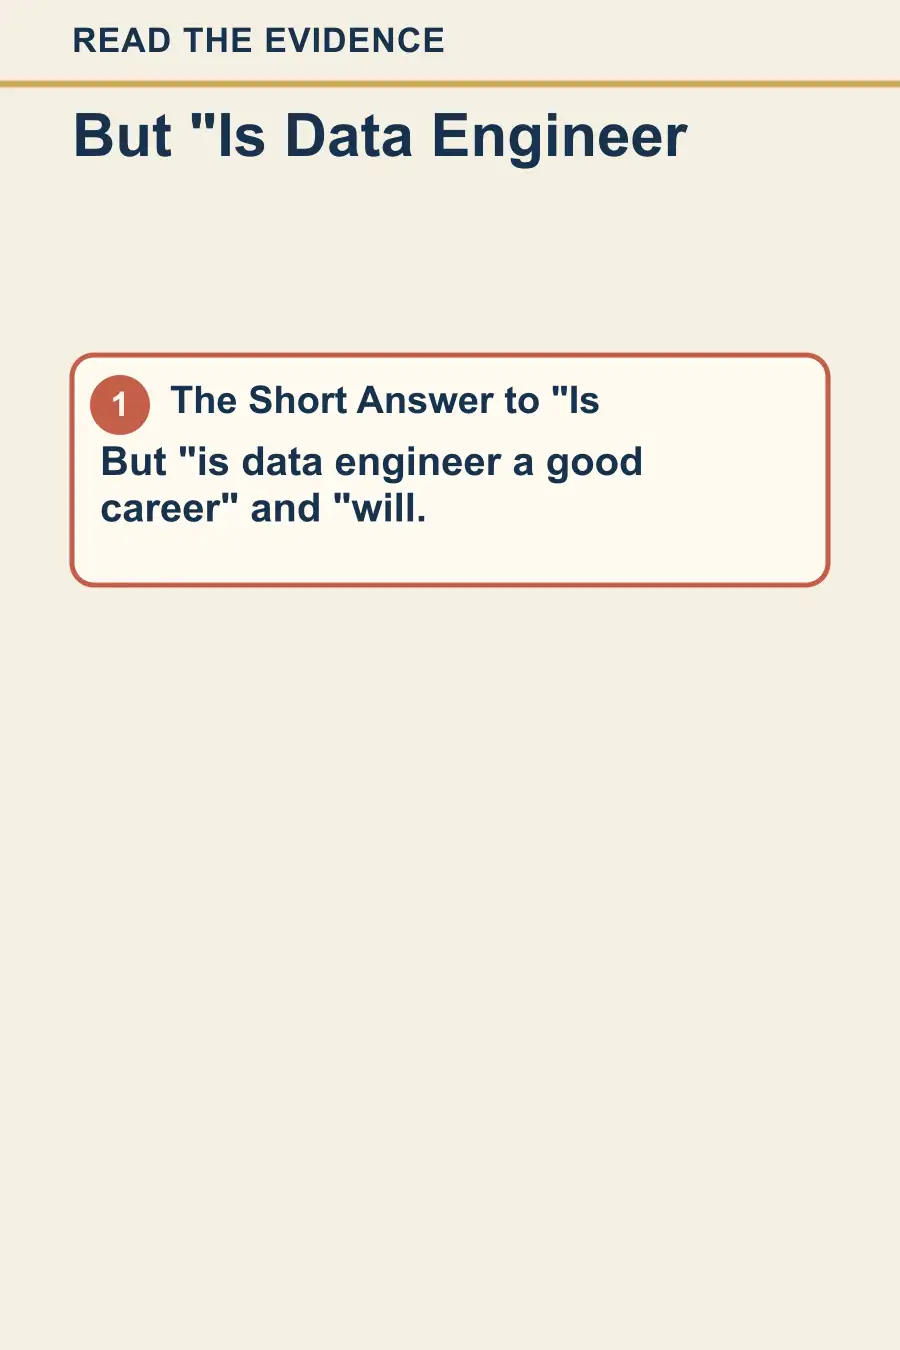 READ THE EVIDENCE
But "Is Data Engineer
1 The Short Answer to "Is
But "is data engineer a good
career" and "will.